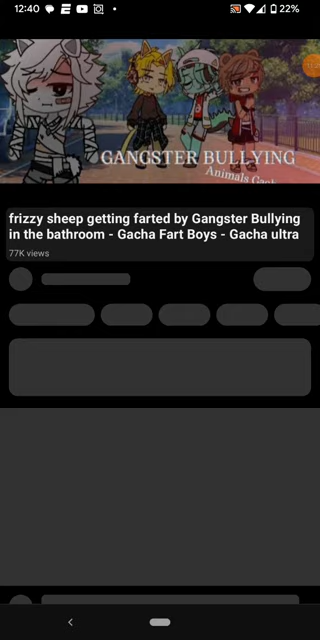 12:40
22%
GANGSTER BULLYING
frizzy sheep getting farted by Gangster Bullying
in the bathroom - Gacha Fart Boys - Gacha ultra
77K views